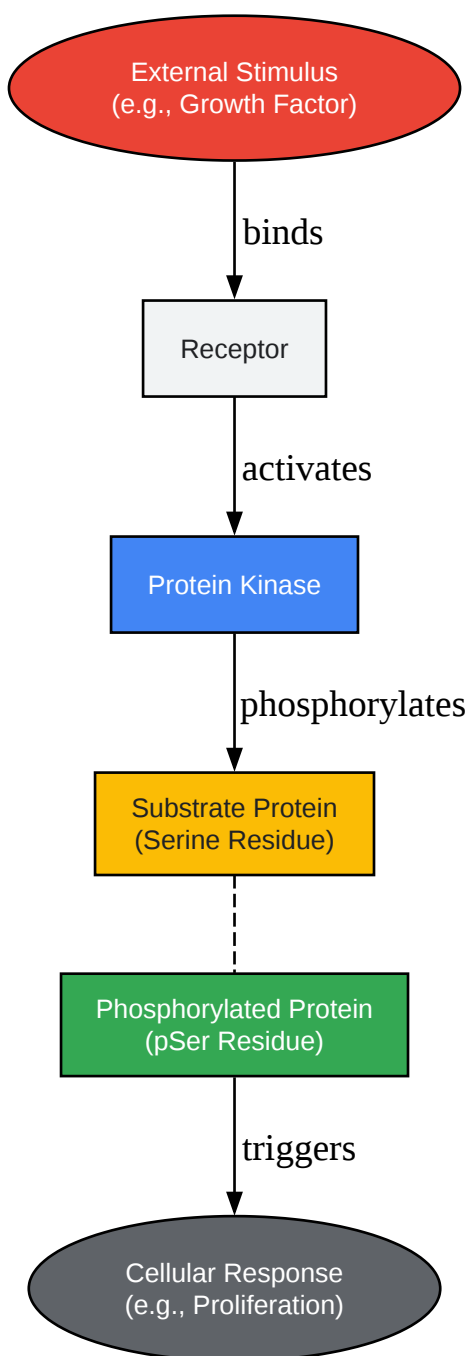 External Stimulus
(e.g., Growth Factor)
binds
Receptor
activates
Protein Kinase
phosphorylates
Substrate Protein
(Serine Residue)
Phosphorylated Protein
(pSer Residue)
triggers
Cellular Response
(e.g., Proliferation)